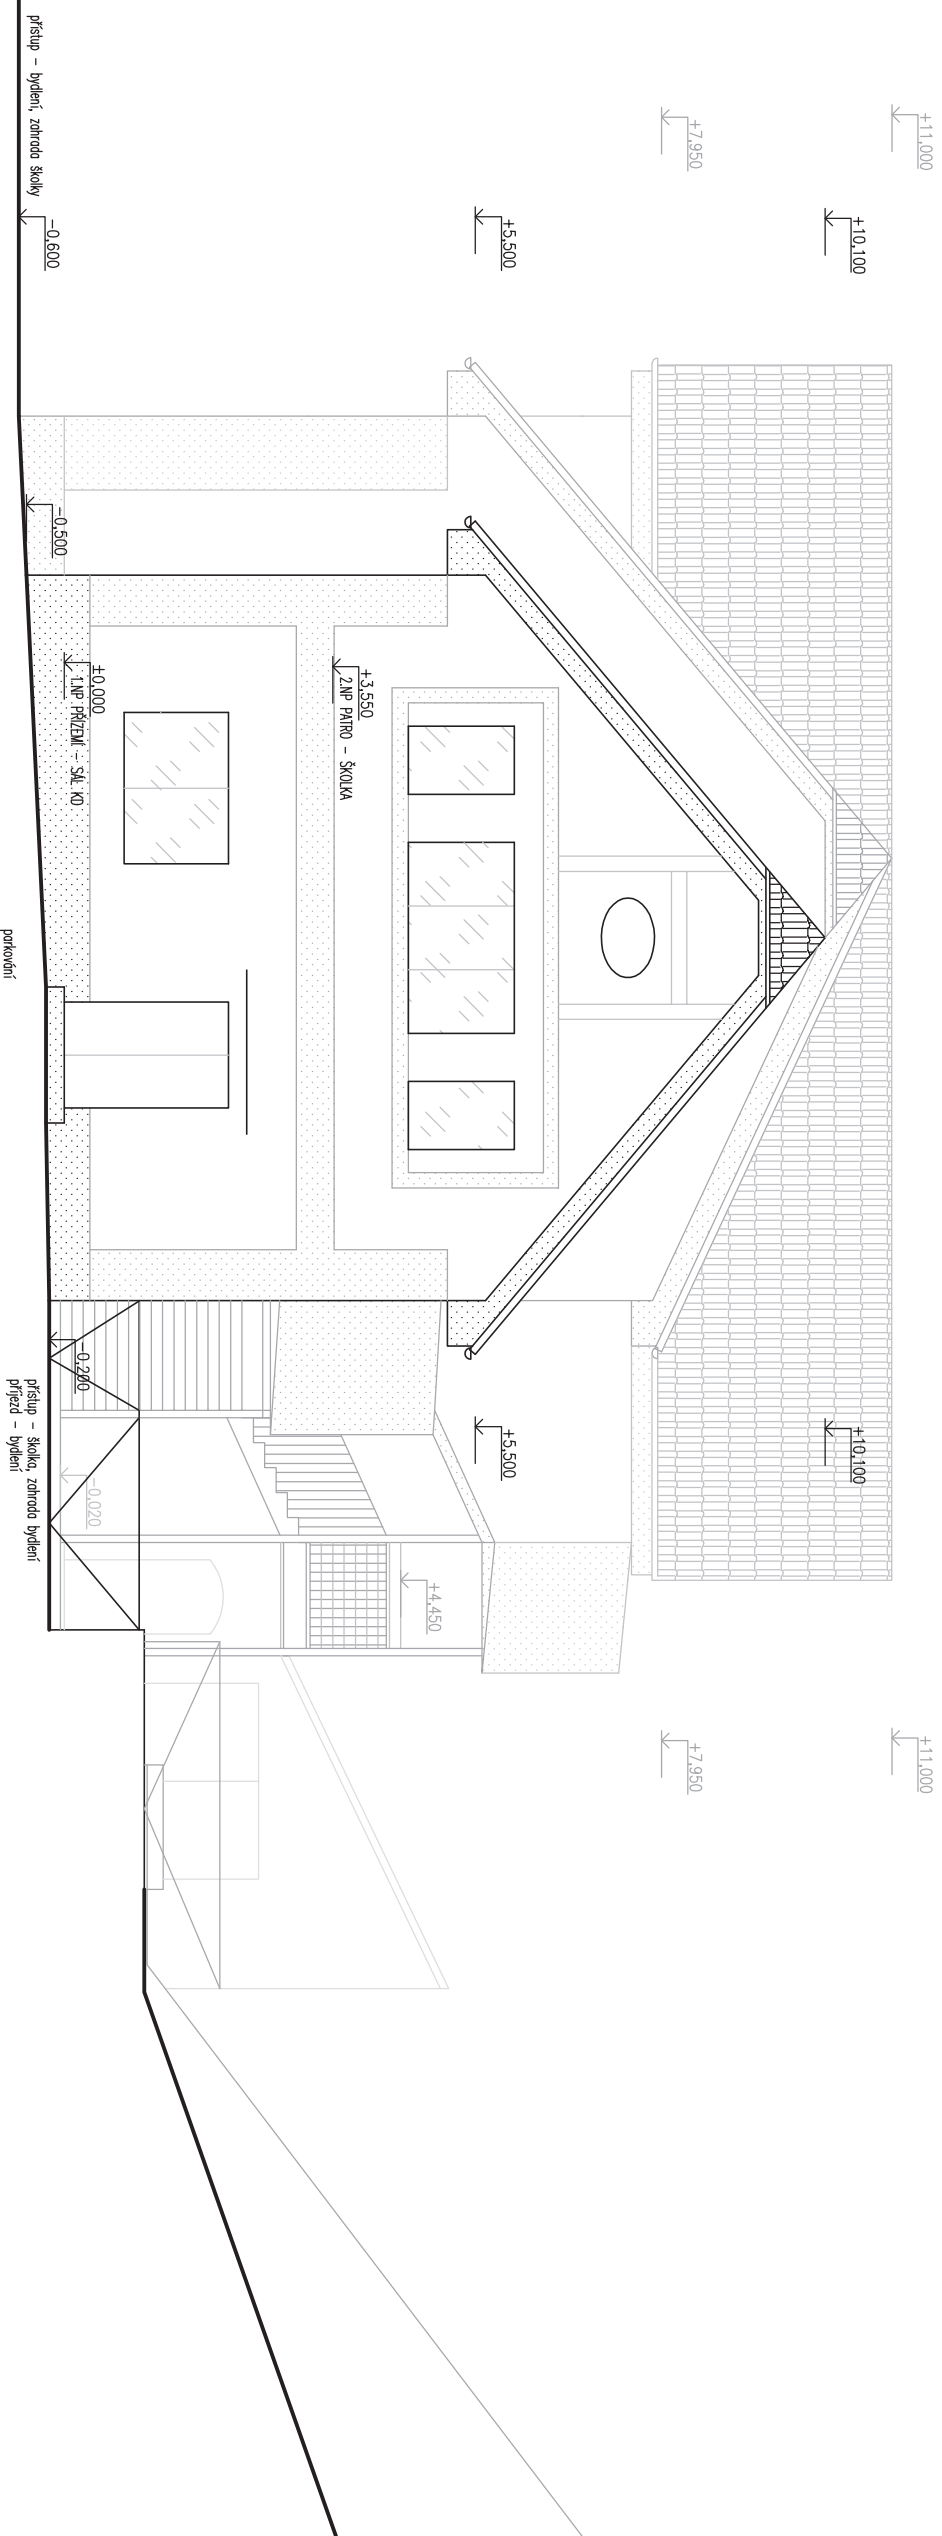 +11,000
+7,950
+10,100
+5,500
přístup – bydlení, zahrada školky
-0,600
-0,500
+3,550
2.NP PATRO – ŠKOLKA
±0,000
1.NP PŘÍZEMÍ – SÁL KD
parkování
-0,200
přístup – školka, zahrada bydlení
příjezd – bydlení
-0,020
+5,500
+10,100
+4,450
+11,000
+7,950